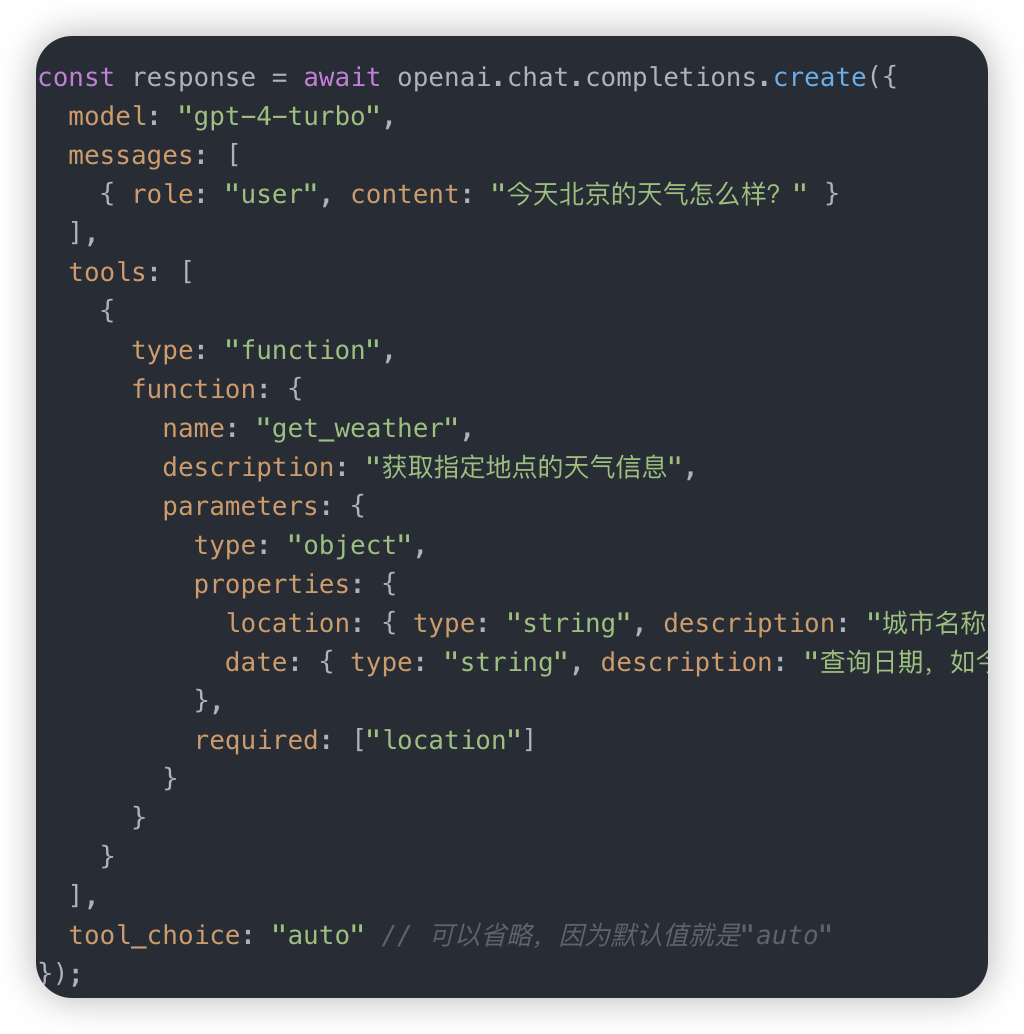 const response = await openai.chat.completions.create({
  model: "gpt-4-turbo",
  messages: [
    { role: "user", content: "今天北京的天气怎么样？" }
  ],
  tools: [
    {
      type: "function",
      function: {
        name: "get_weather",
        description: "获取指定地点的天气信息",
        parameters: {
          type: "object",
          properties: {
            location: { type: "string", description: "城市名称
            date: { type: "string", description: "查询日期，如今
          },
          required: ["location"]
        }
      }
    }
  ],
  tool_choice: "auto" // 可以省略，因为默认值就是"auto"
});